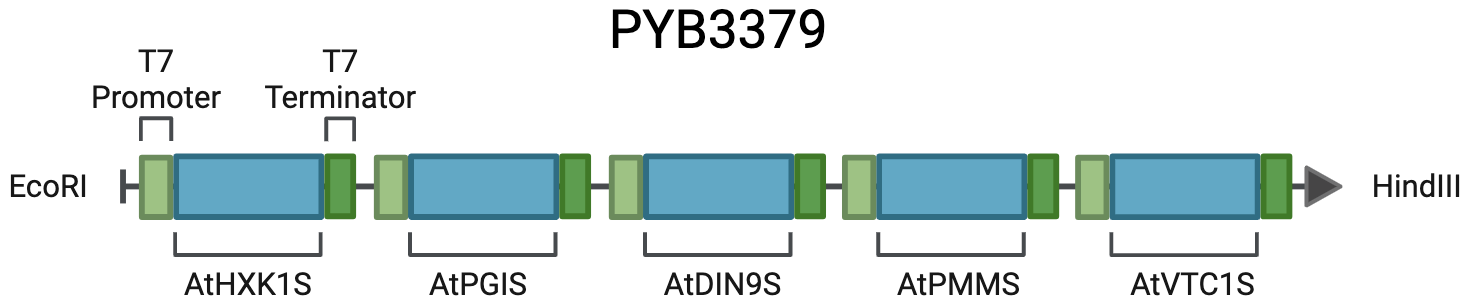 PYB3379
T7
Promoter
T7
Terminator
EcoRI
HindIII
AtHXK1S
AtPGIS
AtDIN9S
AtPMMS
AtVTC1S